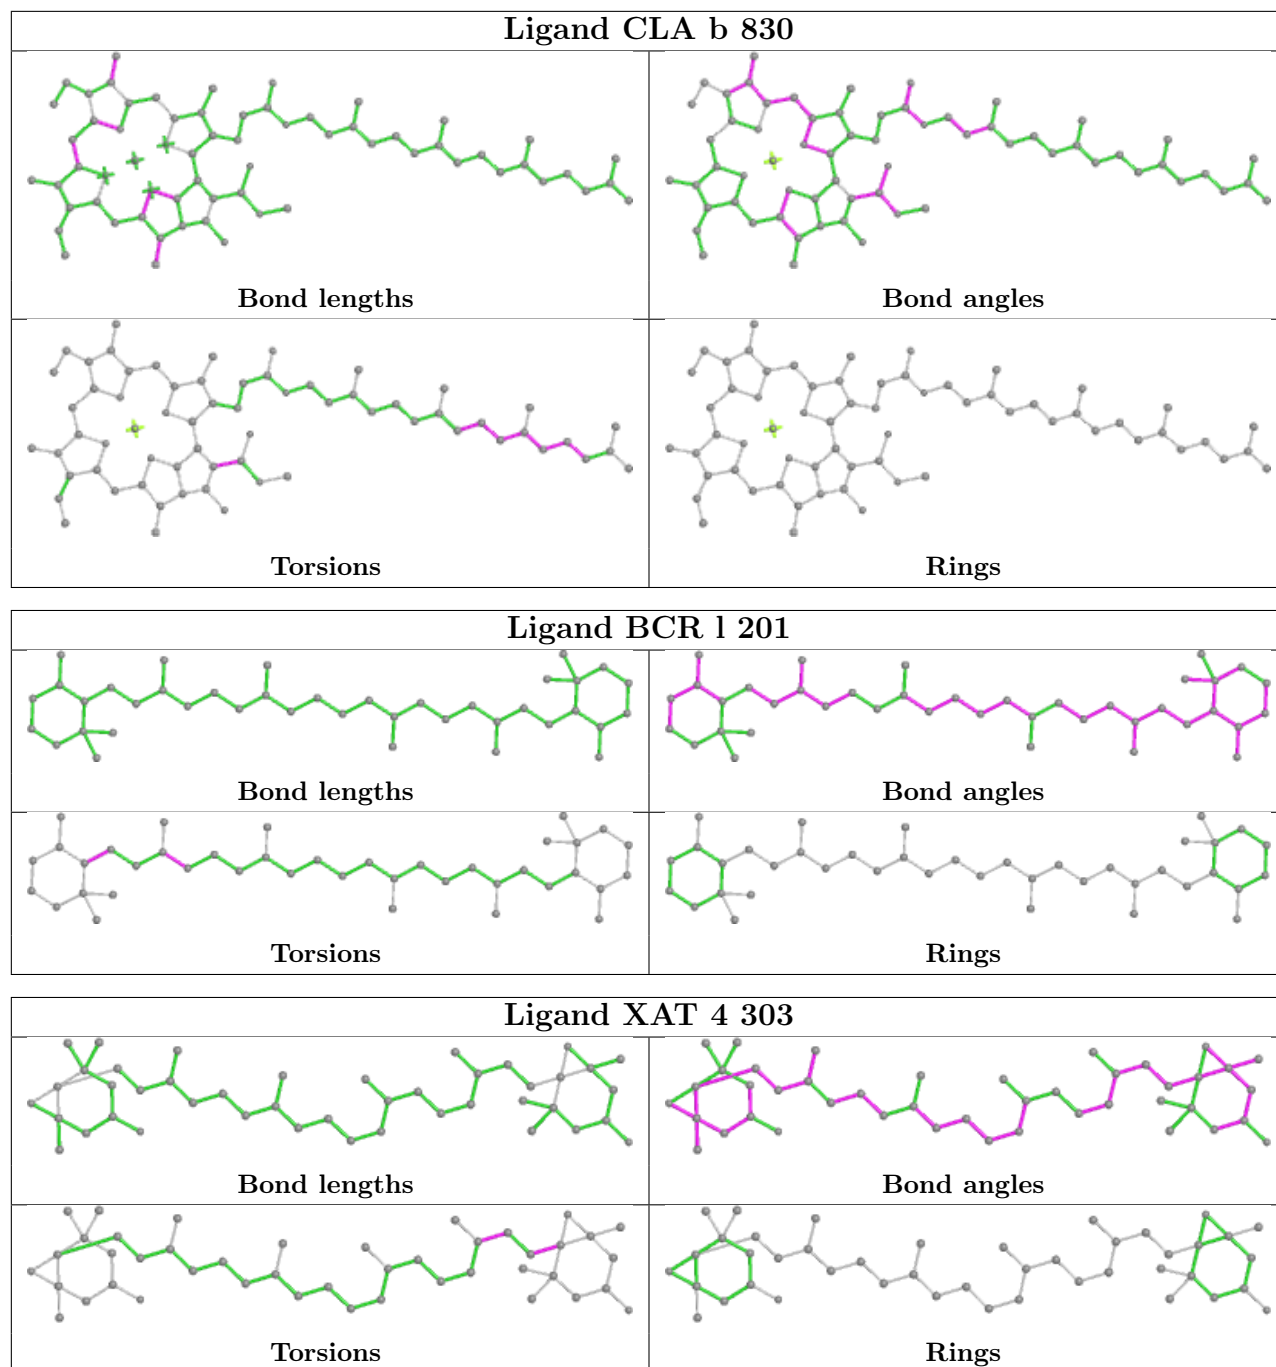 Ligand CLA b 830
Bond lengths
Bond angles
Torsions
Rings
Ligand BCR l 201
Bond lengths
Bond angles
Torsions
Rings
Ligand XAT 4 303
Bond lengths
Bond angles
Torsions
Rings